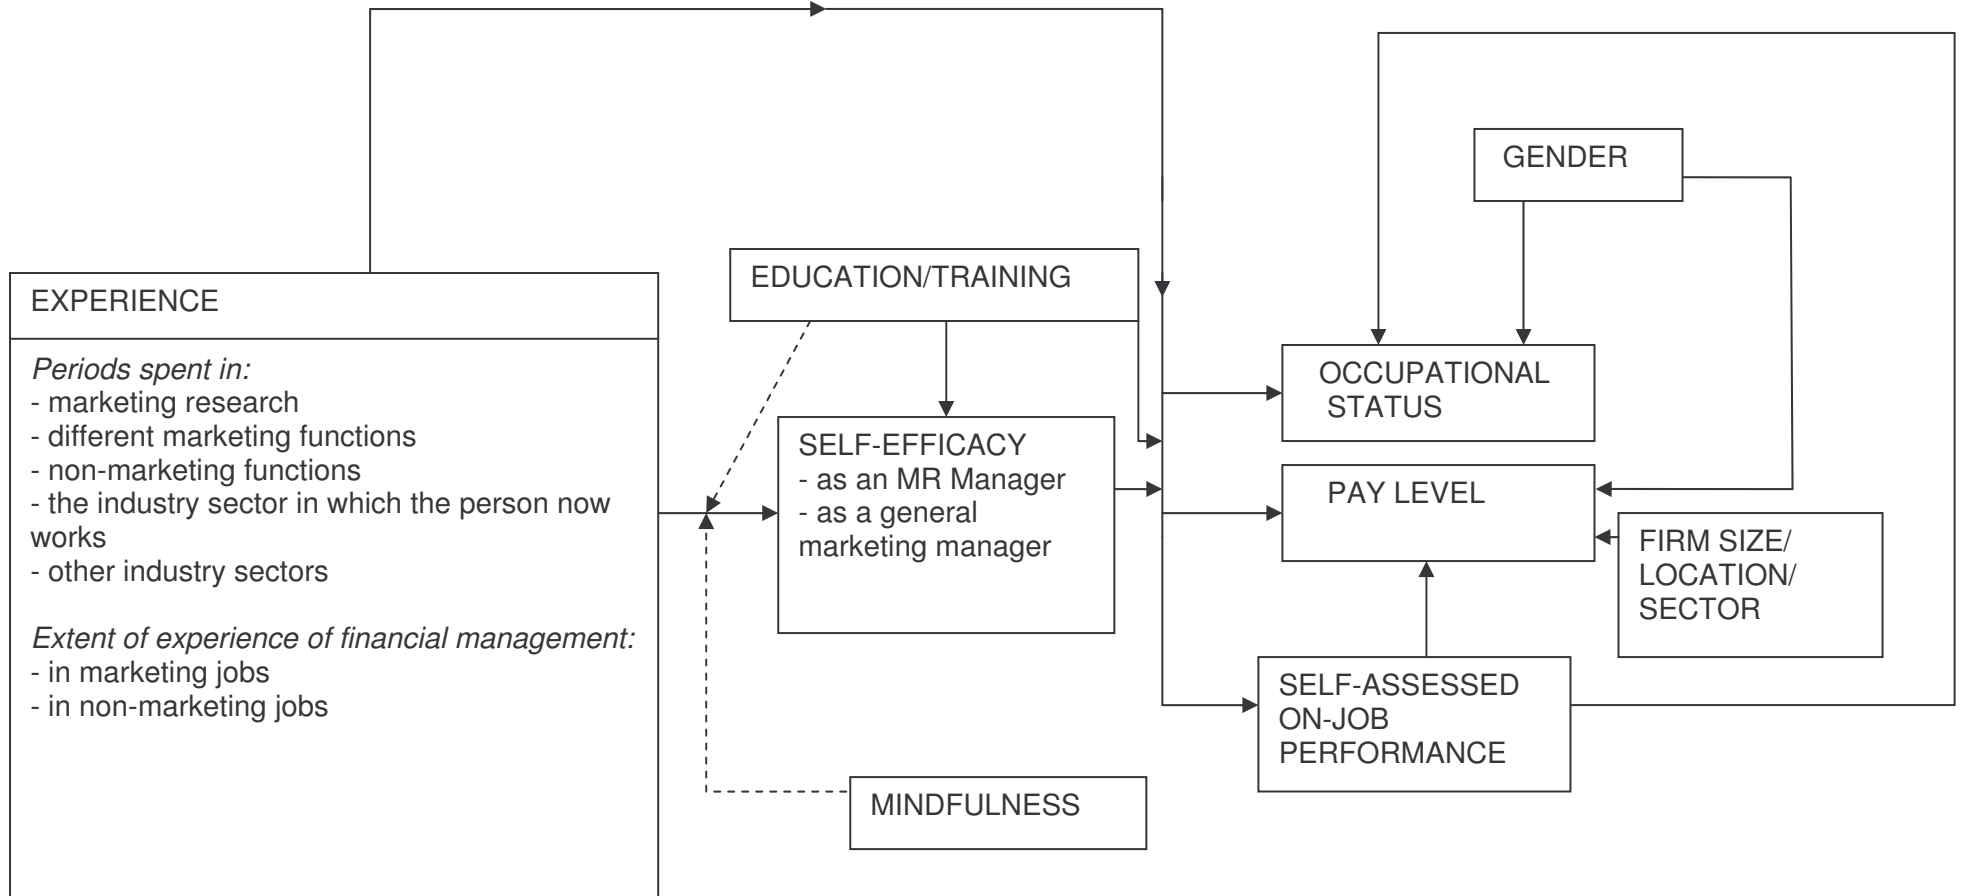 EXPERIENCE
Periods spent in:
- marketing research
- different marketing functions
- non-marketing functions
- the industry sector in which the person now
works
- other industry sectors
Extent of experience of financial management:
- in marketing jobs
- in non-marketing jobs
EDUCATION/TRAINING
SELF-EFFICACY
- as an MR Manager
- as a general
marketing manager
MINDFULNESS
GENDER
OCCUPATIONAL
STATUS
PAY LEVEL
FIRM SIZE/
LOCATION/
SECTOR
SELF-ASSESSED
ON-JOB
PERFORMANCE